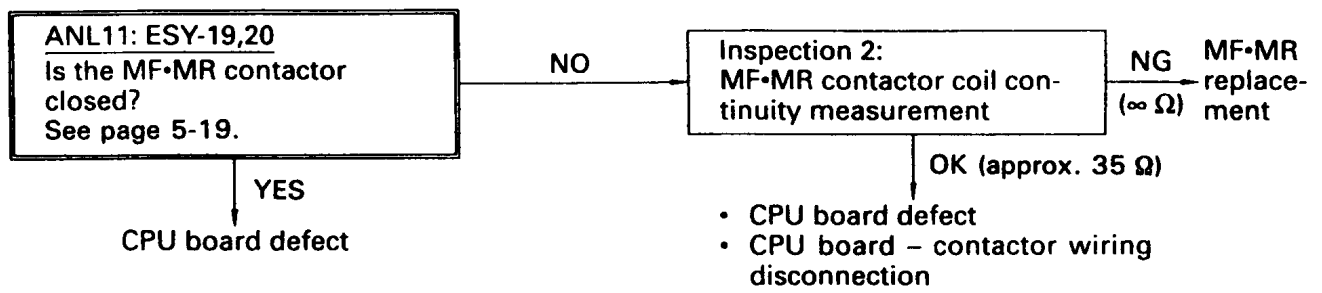 ANL11: ESY-19,20
Is the MF•MR contactor
closed?
See page 5-19.
NO
Inspection 2:
MF•MR contactor coil con-
tinuity measurement
NG
(∞ Ω)
MF•MR
replace-
ment
YES
CPU board defect
OK (approx. 35 Ω)
• CPU board defect
• CPU board – contactor wiring
disconnection